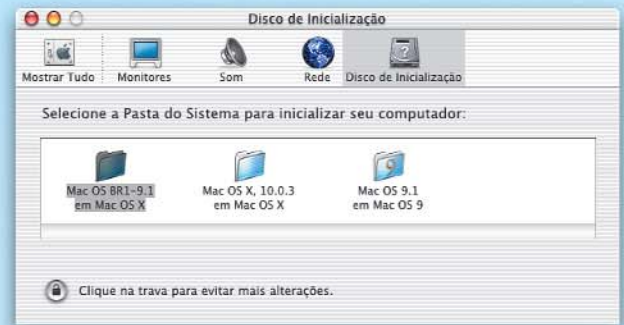 Disco de Inicialização
Mostrar Tudo Monitores Som Rede Disco de Inicialização
Selecione a Pasta do Sistema para inicializar seu computador:
Mac OS BR1-9.1 Mac OS X, 10.0.3 Mac OS 9.1
em Mac OS X em Mac OS X em Mac OS 9
Clique na trava para evitar mais alterações.